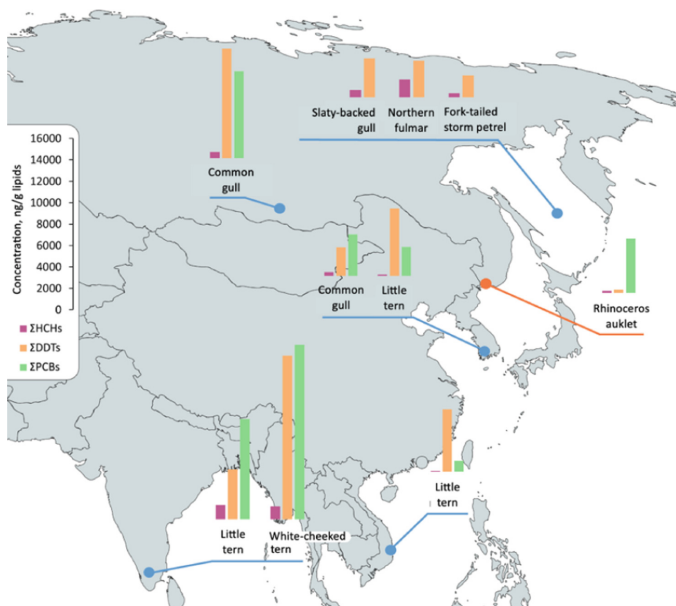 Slaty-backed
gull
Northern
fulmar
Fork-tailed
storm petrel
Common
gull
Concentration, ng/g lipids
16000
14000
12000
10000
8000
6000
4000
2000
0
ΣHCHs
ΣDDTs
ΣPCBs
Common
gull
Little
tern
Rhinoceros
auklet
Little
tern
White-cheeked
tern
Little
tern